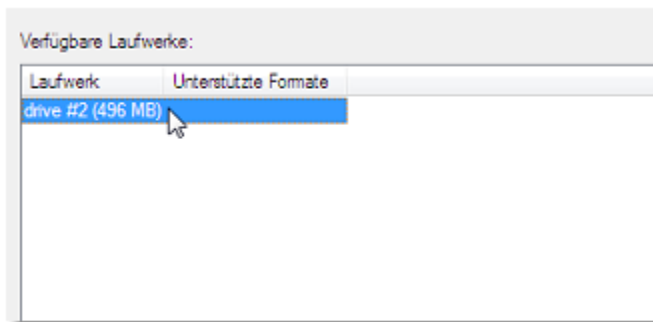 Verfügbare Laufwerke:
Laufwerk Unterstützte Formate
drive #2 (496 MB)